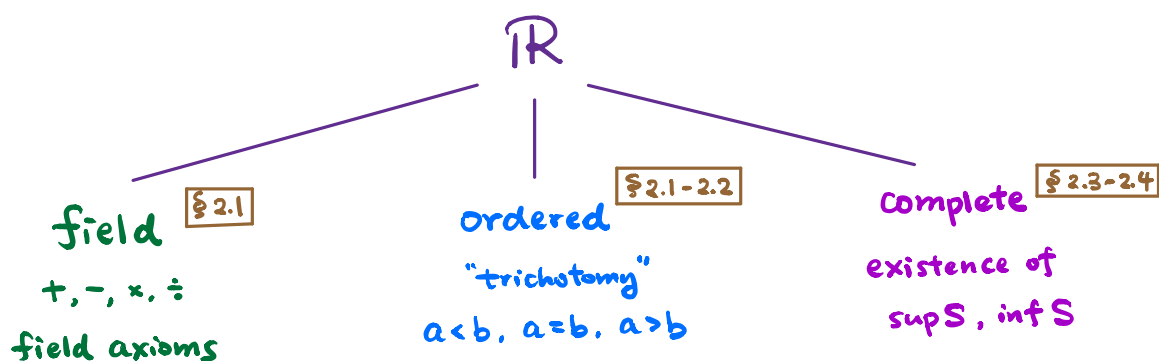 ℝ
field § 2.1
+, -, ×, ÷
field axioms
ordered § 2.1-2.2
"trichotomy"
a<b, a=b, a>b
complete § 2.3-2.4
existence of
sup S, inf S